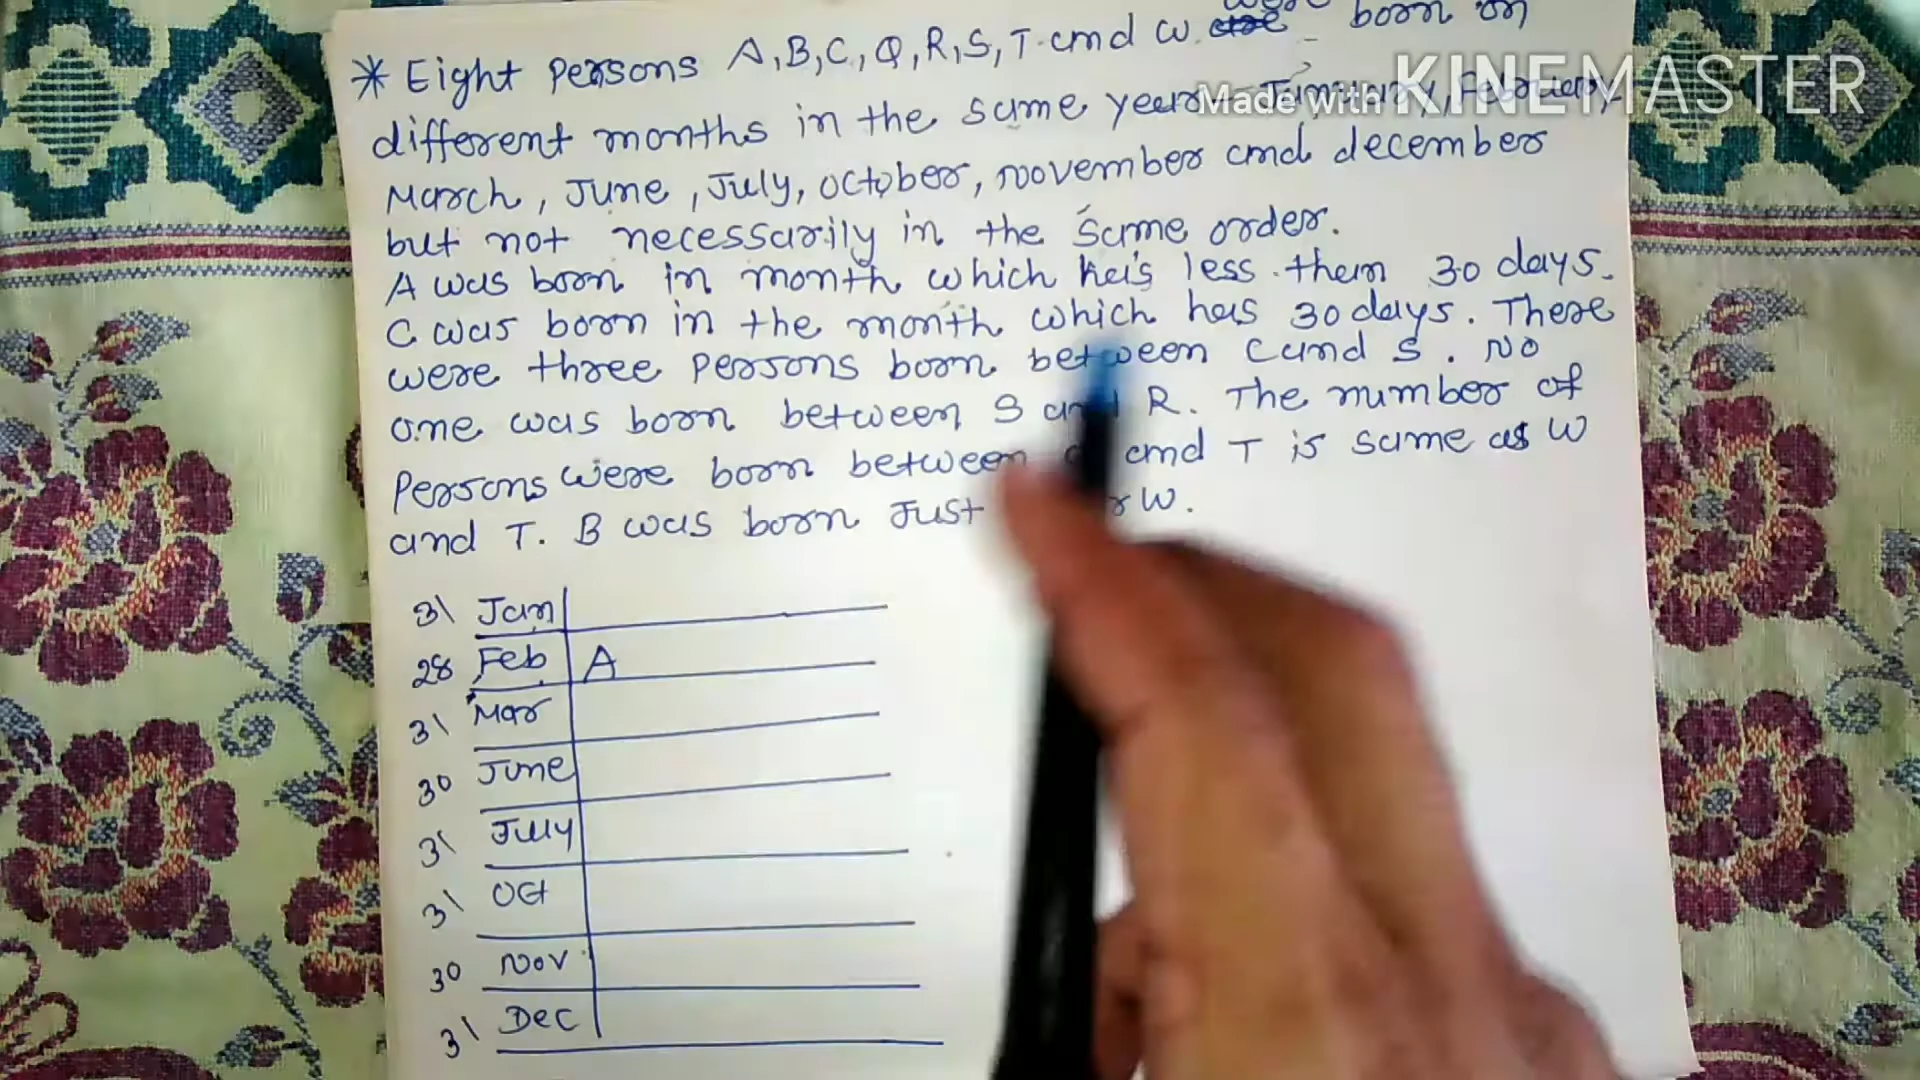 * Eight Persons A, B, C, Q, R, S, T and W were born on
Made with KINEMASTER
different months in the same year - January, February,
March, June, July, October, november and december
but not necessarily in the same order.
A was born in month which has less than 30 days.
C was born in the month which has 30 days. There
were three persons born between C and S. No
one was born between S and R. The number of
Persons were born between and T is same as W
and T. B was born Just W.
31 Jan
28 Feb A
31 Mar
30 June
31 July
31 Oct
30 Nov
31 Dec